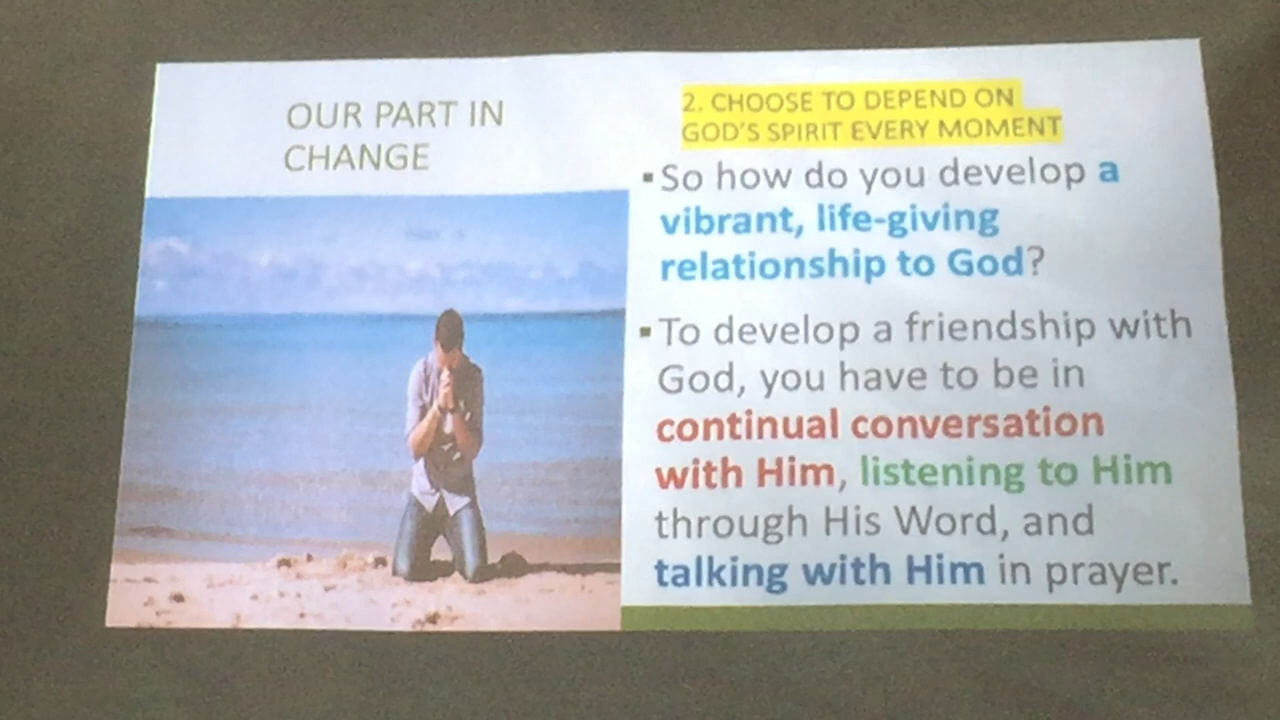 OUR PART IN
CHANGE
2. CHOOSE TO DEPEND ON
GOD'S SPIRIT EVERY MOMENT
▪So how do you develop a
vibrant, life-giving
relationship to God?
▪To develop a friendship with
God, you have to be in
continual conversation
with Him, listening to Him
through His Word, and
talking with Him in prayer.